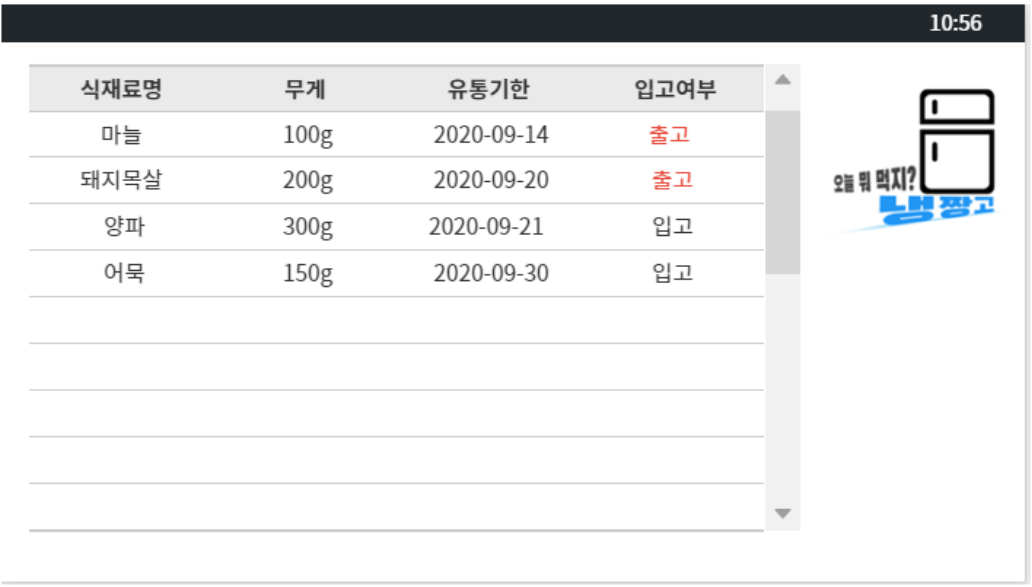 10:56
식재료명 무게 유통기한 입고여부
마늘 100g 2020-09-14 출고
돼지목살 200g 2020-09-20 출고
양파 300g 2020-09-21 입고
어묵 150g 2020-09-30 입고
오늘 뭐 먹지?
냉짱고